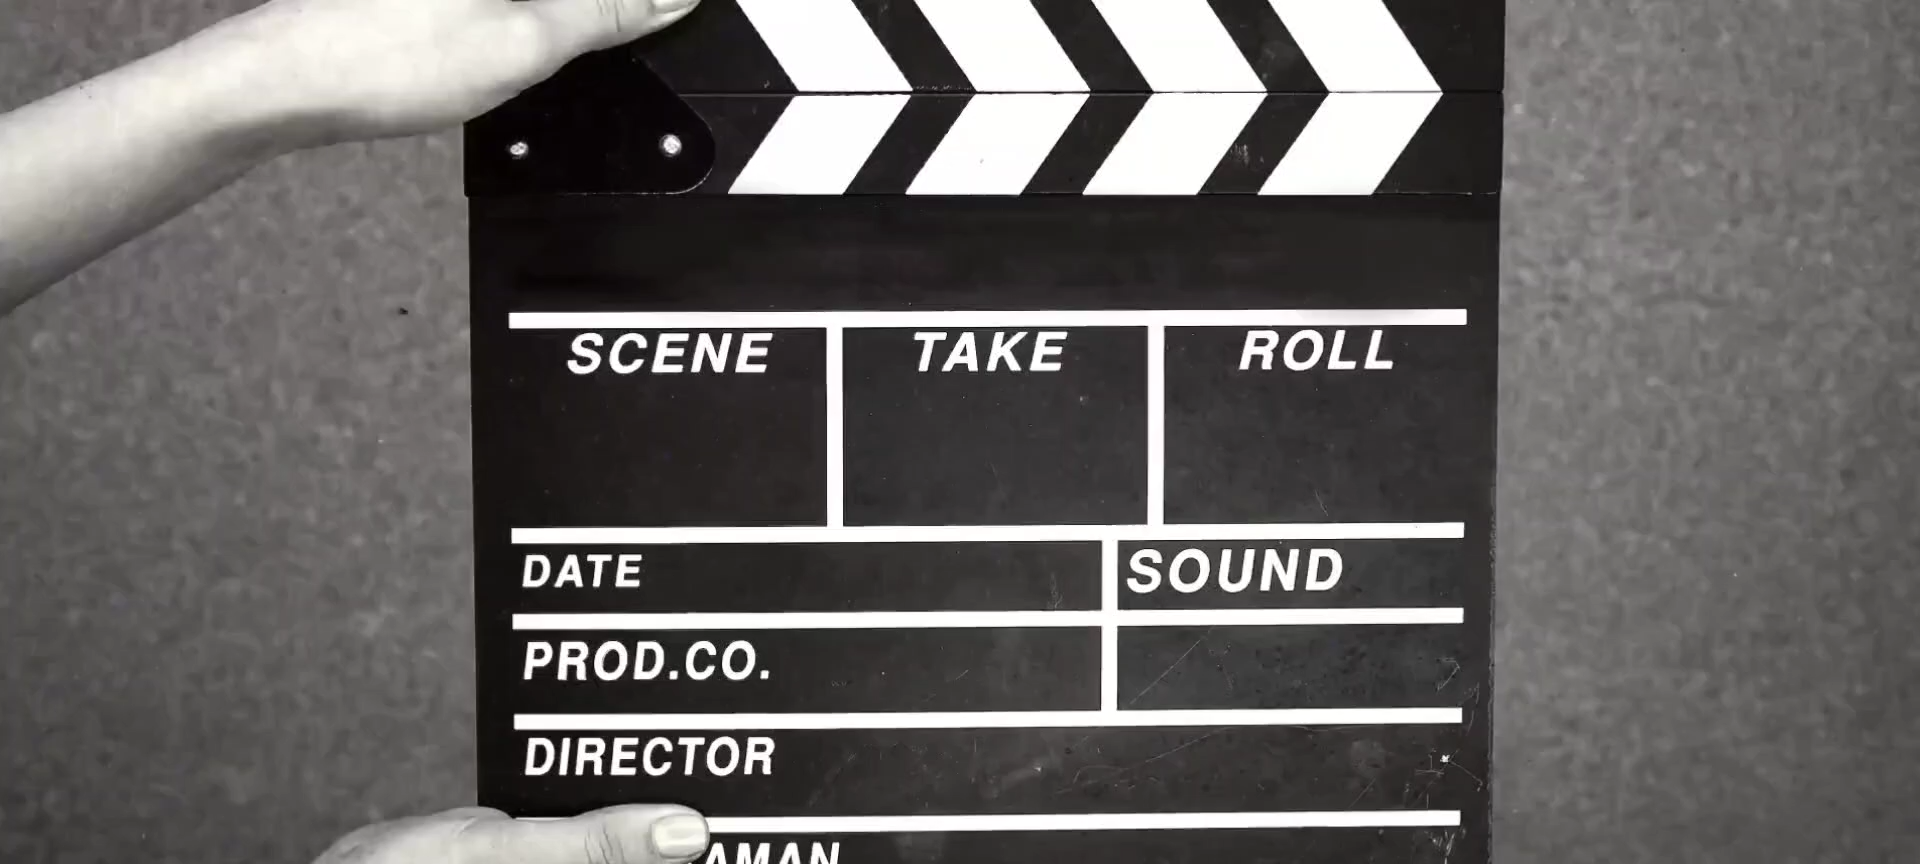 SCENE TAKE ROLL
DATE SOUND
PROD.CO.
DIRECTOR